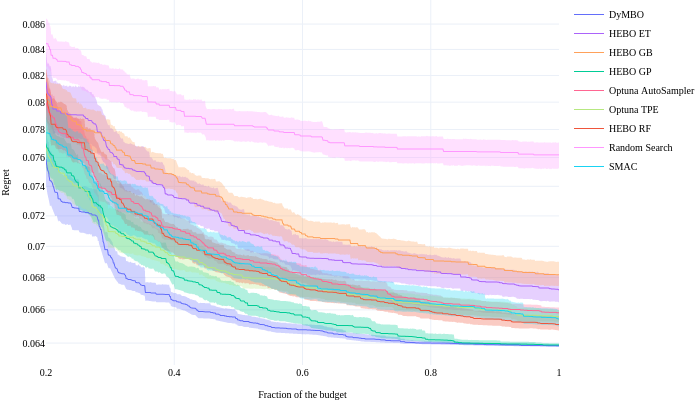 0.086
0.084
0.082
0.08
0.078
0.076
0.074
0.072
0.07
0.068
0.066
0.064
Regret
0.2
0.4
0.6
0.8
1
Fraction of the budget
DyMBO
HEBO ET
HEBO GB
HEBO GP
Optuna AutoSampler
Optuna TPE
HEBO RF
Random Search
SMAC